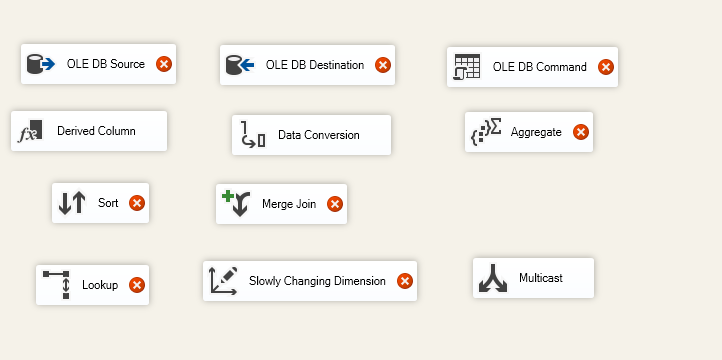 OLE DB Source
OLE DB Destination
OLE DB Command
Derived Column
Data Conversion
Aggregate
Sort
Merge Join
Lookup
Slowly Changing Dimension
Multicast